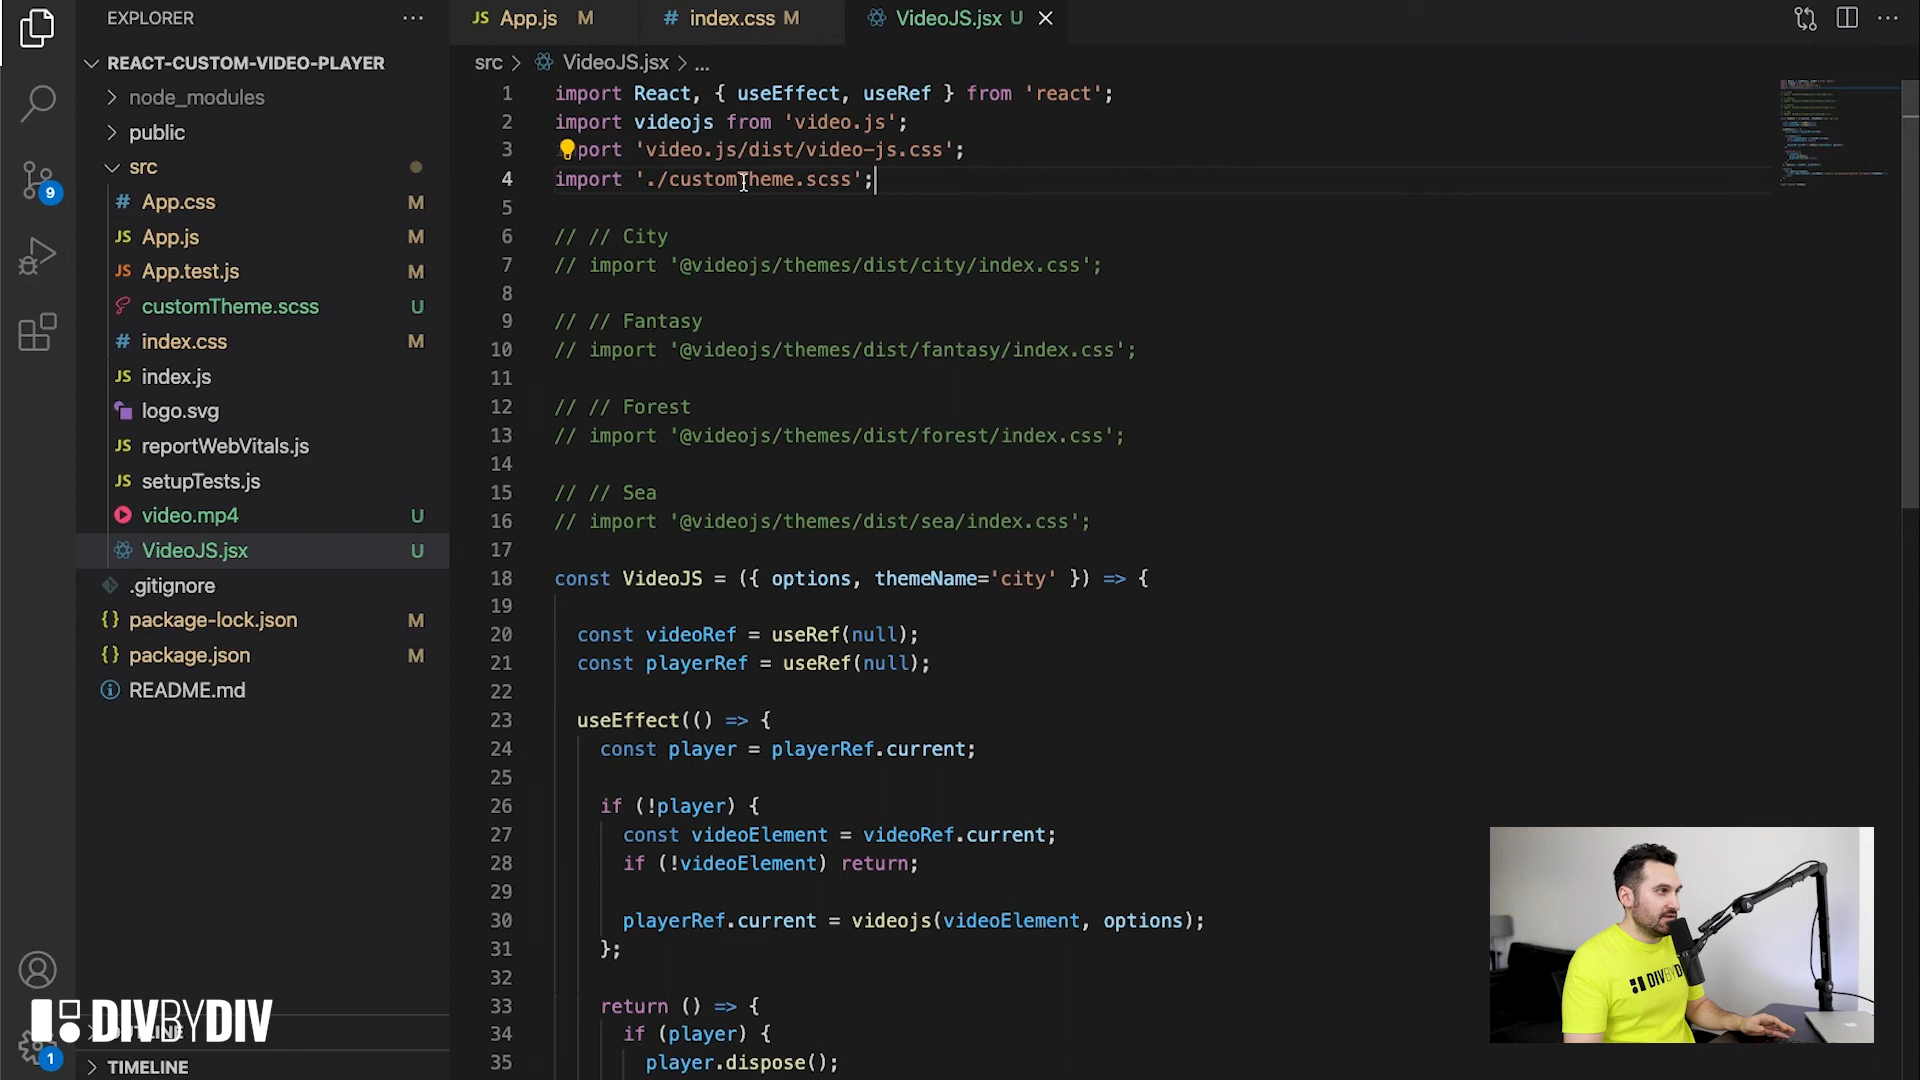 EXPLORER
REACT-CUSTOM-VIDEO-PLAYER
node_modules
public
src
# App.css M
JS App.js M
JS App.test.js M
customTheme.scss U
# index.css M
JS index.js
logo.svg
JS reportWebVitals.js
JS setupTests.js
video.mp4 U
VideoJS.jsx U
.gitignore
{} package-lock.json M
{} package.json M
README.md
TIMELINE
9
1
DIVBYDIV
JS App.js M
# index.css M
VideoJS.jsx U
src > VideoJS.jsx > ...
1 import React, { useEffect, useRef } from 'react';
2 import videojs from 'video.js';
3 port 'video.js/dist/video-js.css';
4 import './customTheme.scss';
5
6 // // City
7 // import '@videojs/themes/dist/city/index.css';
8
9 // // Fantasy
10 // import '@videojs/themes/dist/fantasy/index.css';
11
12 // // Forest
13 // import '@videojs/themes/dist/forest/index.css';
14
15 // // Sea
16 // import '@videojs/themes/dist/sea/index.css';
17
18 const VideoJS = ({ options, themeName='city' }) => {
19
20 const videoRef = useRef(null);
21 const playerRef = useRef(null);
22
23 useEffect(() => {
24 const player = playerRef.current;
25
26 if (!player) {
27 const videoElement = videoRef.current;
28 if (!videoElement) return;
29
30 playerRef.current = videojs(videoElement, options);
31 };
32
33 return () => {
34 if (player) {
35 player.dispose();